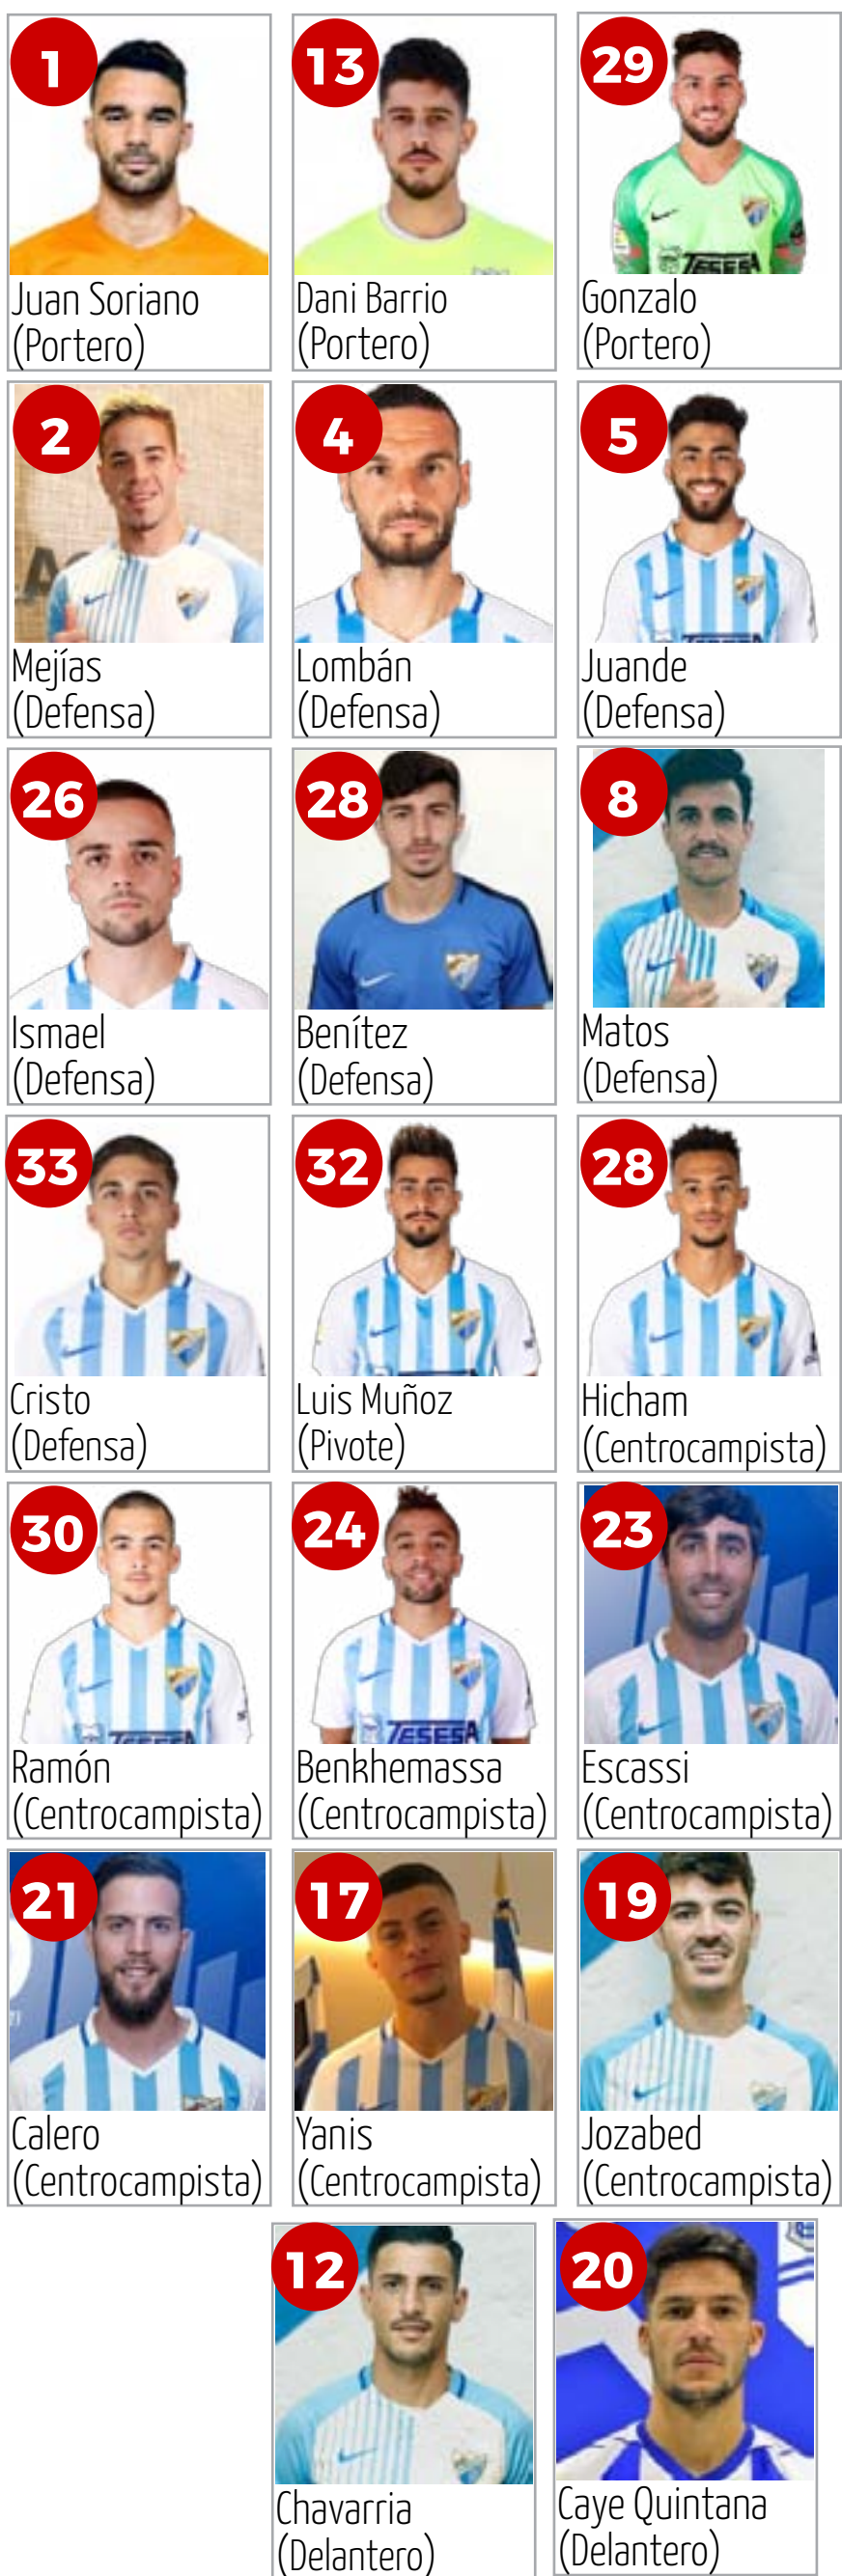 1
Juan Soriano
(Portero)
13
Dani Barrio
(Portero)
29
TESESA
Gonzalo
(Portero)
2
Mejías
(Defensa)
4
Lombán
(Defensa)
5
Juande
(Defensa)
26
Ismael
(Defensa)
28
Benítez
(Defensa)
8
Matos
(Defensa)
33
Cristo
(Defensa)
32
Luis Muñoz
(Pivote)
28
Hicham
(Centrocampista)
30
Ramón
(Centrocampista)
24
TESESA
Benkhemassa
(Centrocampista)
23
Escassi
(Centrocampista)
21
Calero
(Centrocampista)
17
Yanis
(Centrocampista)
19
Jozabed
(Centrocampista)
12
Chavarria
(Delantero)
20
Caye Quintana
(Delantero)